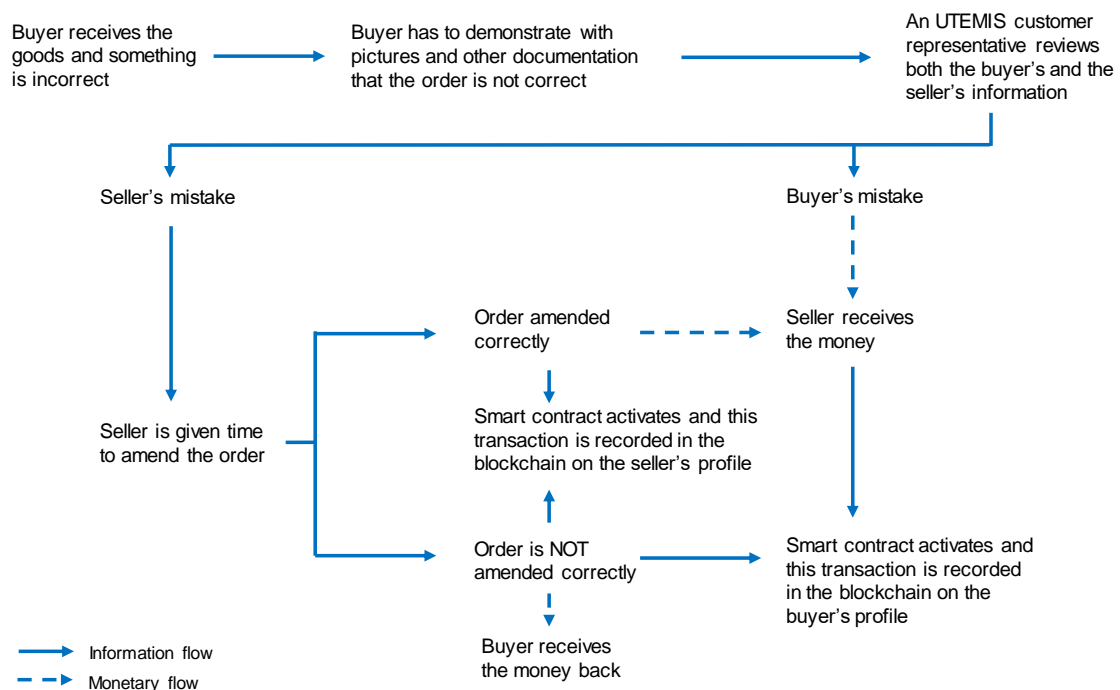 Buyer receives the
goods and something
is incorrect
Buyer has to demonstrate with
pictures and other documentation
that the order is not correct
An UTEMIS customer
representative reviews
both the buyer's and the
seller's information
Seller's mistake
Buyer's mistake
Order amended
correctly
Seller receives
the money
Seller is given time
to amend the order
Smart contract activates and this
transaction is recorded in the
blockchain on the seller's profile
Order is NOT
amended correctly
Smart contract activates and
this transaction is recorded
in the blockchain on the
buyer's profile
Buyer receives
the money back
Information flow
Monetary flow